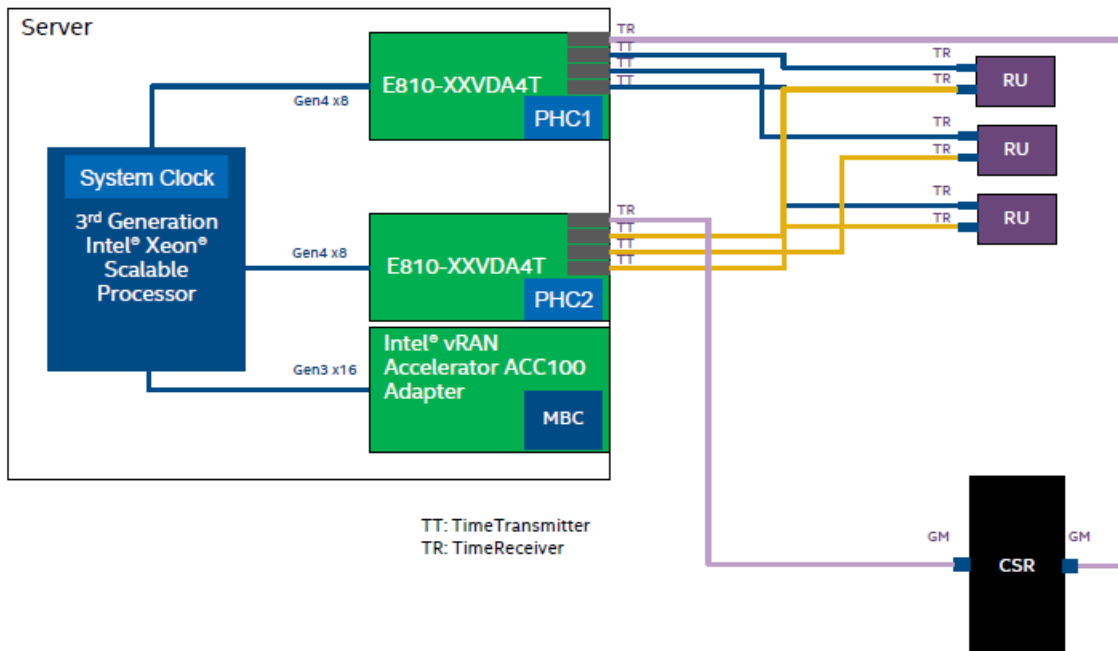 Server
E810-XXVDA4T
PHC1
Gen4 x8
TR
TT
TT
TT
TR
TR
RU
TR
TR
RU
TR
TR
RU
System Clock
3rd Generation
Intel® Xeon®
Scalable
Processor
Gen4 x8
E810-XXVDA4T
PHC2
TR
TT
TT
TT
Gen3 x16
Intel® vRAN
Accelerator ACC100
Adapter
MBC
TT: TimeTransmitter
TR: TimeReceiver
GM
CSR
GM